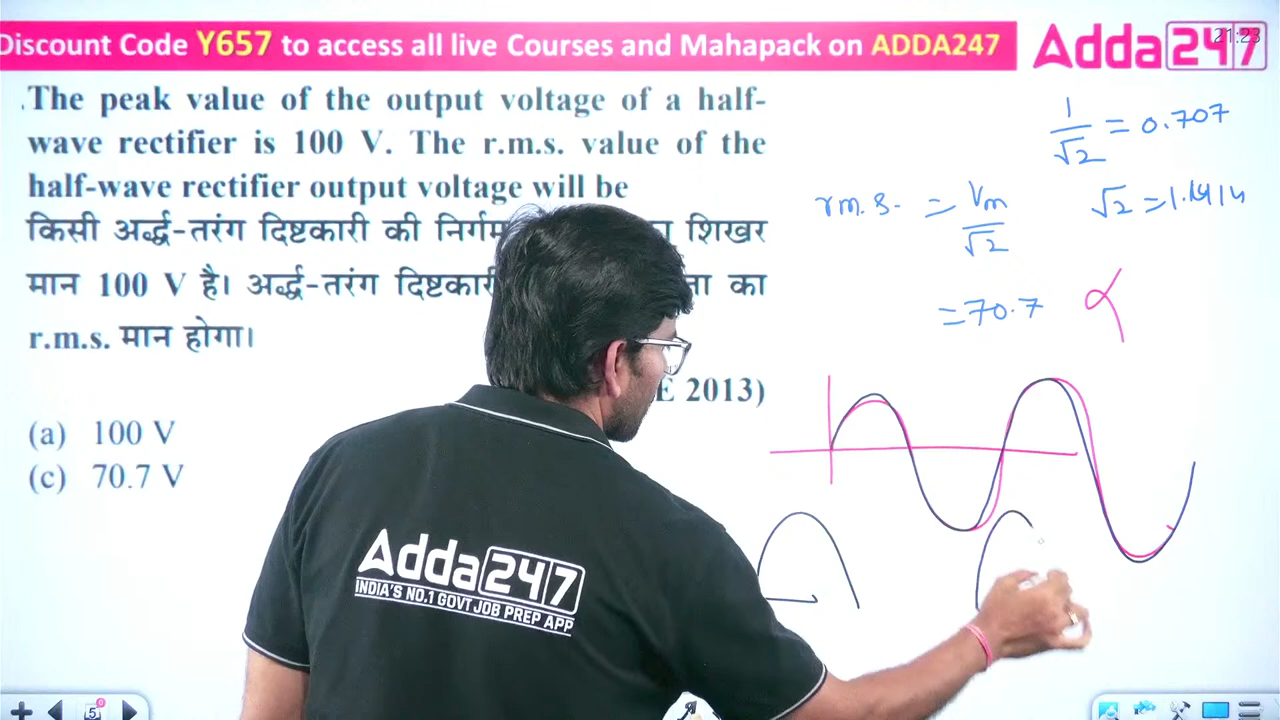 Discount Code Y657 to access all live Courses and Mahapack on ADDA247
Adda247
21:23
.The peak value of the output voltage of a half-
wave rectifier is 100 V. The r.m.s. value of the
half-wave rectifier output voltage will be
किसी अर्द्ध-तरंग दिष्टकारी की शिखर
मान 100 V है। अर्द्ध-तरंग का
r.m.s. मान होगा।
2013)
(a) 100 V
(c) 70.7 V
1/√2 = 0.707
r.m.s. = Vm/√2
√2 = 1.414
= 70.7
Adda247
INDIA'S NO.1 GOVT JOB PREP APP
5